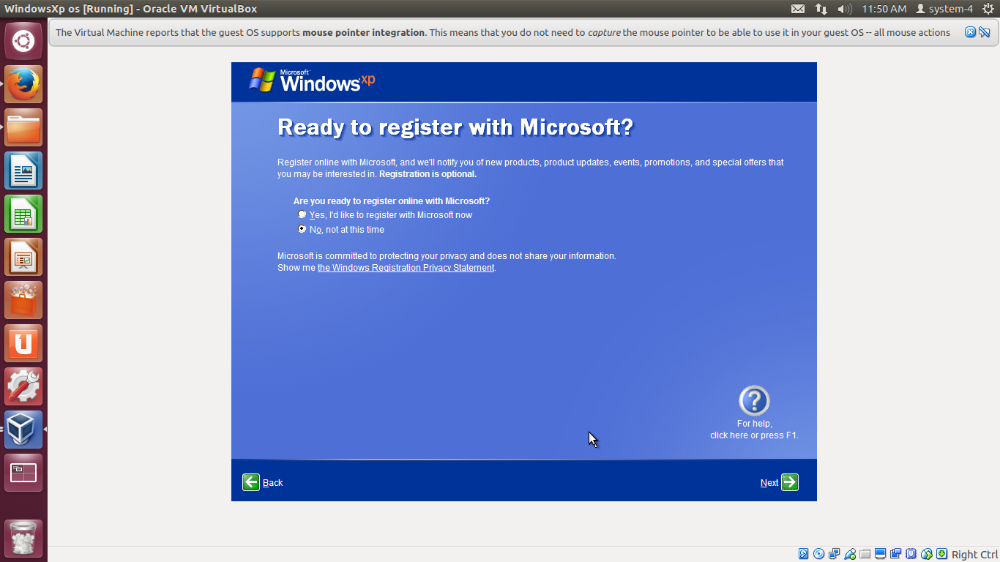 WindowsXp os [Running] - Oracle VM VirtualBox
11:50 AM
system-4
The Virtual Machine reports that the guest OS supports mouse pointer integration. This means that you do not need to capture the mouse pointer to be able to use it in your guest OS -- all mouse actions
Microsoft
Windows xp
Ready to register with Microsoft?
Register online with Microsoft, and we'll notify you of new products, product updates, events, promotions, and special offers that
you may be interested in. Registration is optional.
Are you ready to register online with Microsoft?
Yes, I'd like to register with Microsoft now
No, not at this time
Microsoft is committed to protecting your privacy and does not share your information.
Show me the Windows Registration Privacy Statement.
For help,
click here or press F1.
Back
Next
Right Ctrl